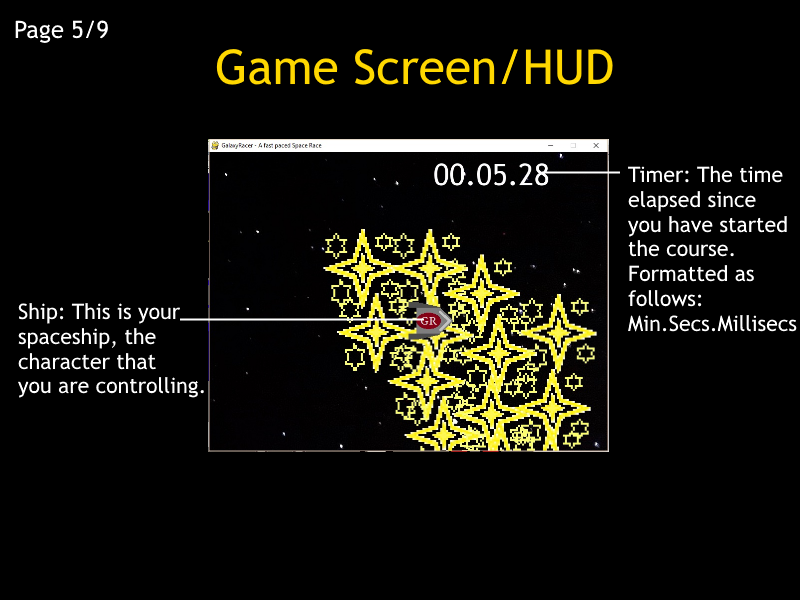 Page 5/9
Game Screen/HUD
GalaxyRacer - A fast paced Space Race
00.05.28
Timer: The time
elapsed since
you have started
the course.
Formatted as
follows:
Min.Secs.Millisecs
Ship: This is your
spaceship, the
character that
you are controlling.
GR